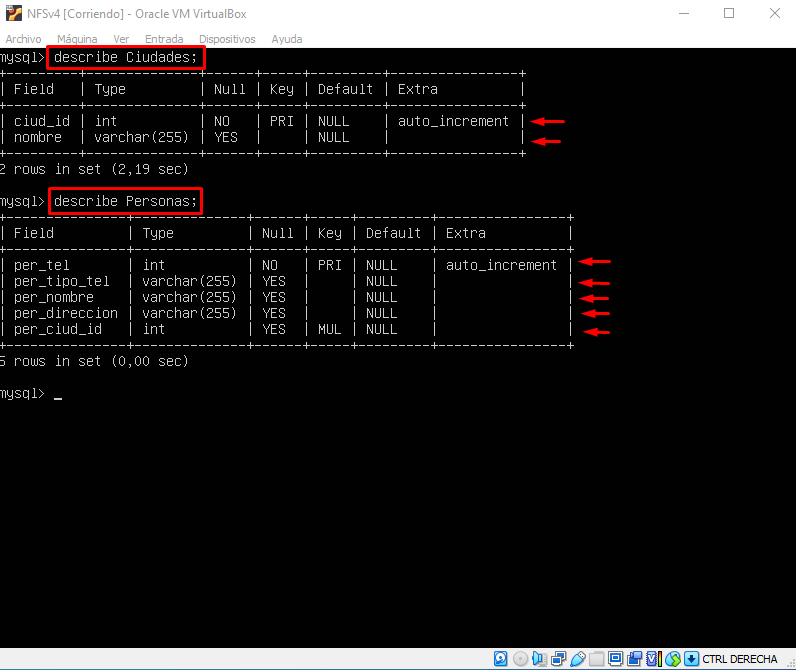 NFSv4 [Corriendo] - Oracle VM VirtualBox
Archivo Máquina Ver Entrada Dispositivos Ayuda
mysql> describe Ciudades;
+---------+--------------+------+-----+---------+----------------+
| Field   | Type         | Null | Key | Default | Extra          |
+---------+--------------+------+-----+---------+----------------+
| ciud_id | int          | NO   | PRI | NULL    | auto_increment |
| nombre  | varchar(255) | YES  |     | NULL    |                |
+---------+--------------+------+-----+---------+----------------+
2 rows in set (2,19 sec)
mysql> describe Personas;
+---------------+--------------+------+-----+---------+----------------+
| Field         | Type         | Null | Key | Default | Extra          |
+---------------+--------------+------+-----+---------+----------------+
| per_tel       | int          | NO   | PRI | NULL    | auto_increment |
| per_tipo_tel  | varchar(255) | YES  |     | NULL    |                |
| per_nombre    | varchar(255) | YES  |     | NULL    |                |
| per_direccion | varchar(255) | YES  |     | NULL    |                |
| per_ciud_id   | int          | YES  | MUL | NULL    |                |
+---------------+--------------+------+-----+---------+----------------+
5 rows in set (0,00 sec)
mysql> _
CTRL DERECHA